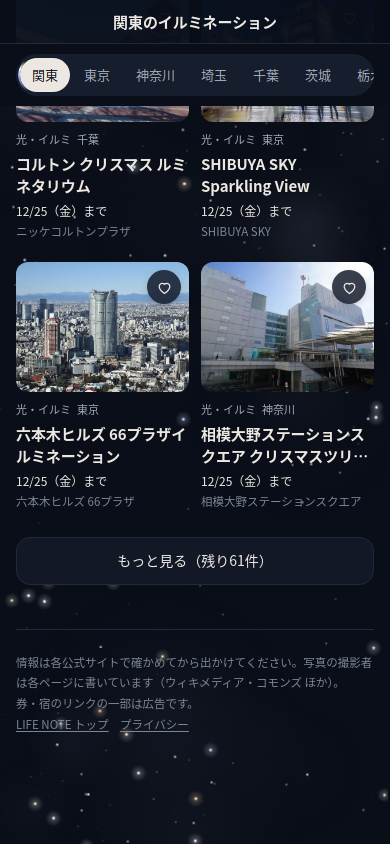 関東のイルミネーション
関東 東京 神奈川 埼玉 千葉 茨城 栃
光・イルミ 千葉
コルトン クリスマス ルミ
ネタリウム
12/25（金）まで
ニッケコルトンプラザ
光・イルミ 東京
SHIBUYA SKY
Sparkling View
12/25（金）まで
SHIBUYA SKY
光・イルミ 東京
六本木ヒルズ 66プラザイ
ルミネーション
12/25（金）まで
六本木ヒルズ 66プラザ
光・イルミ 神奈川
相模大野ステーションス
クエア クリスマスツリ…
12/25（金）まで
相模大野ステーションスクエア
もっと見る（残り61件）
情報は各公式サイトで確かめてから出かけてください。写真の撮影者
は各ページに書いています（ウィキメディア・コモンズ ほか）。
券・宿のリンクの一部は広告です。
LIFE NOTE トップ プライバシー